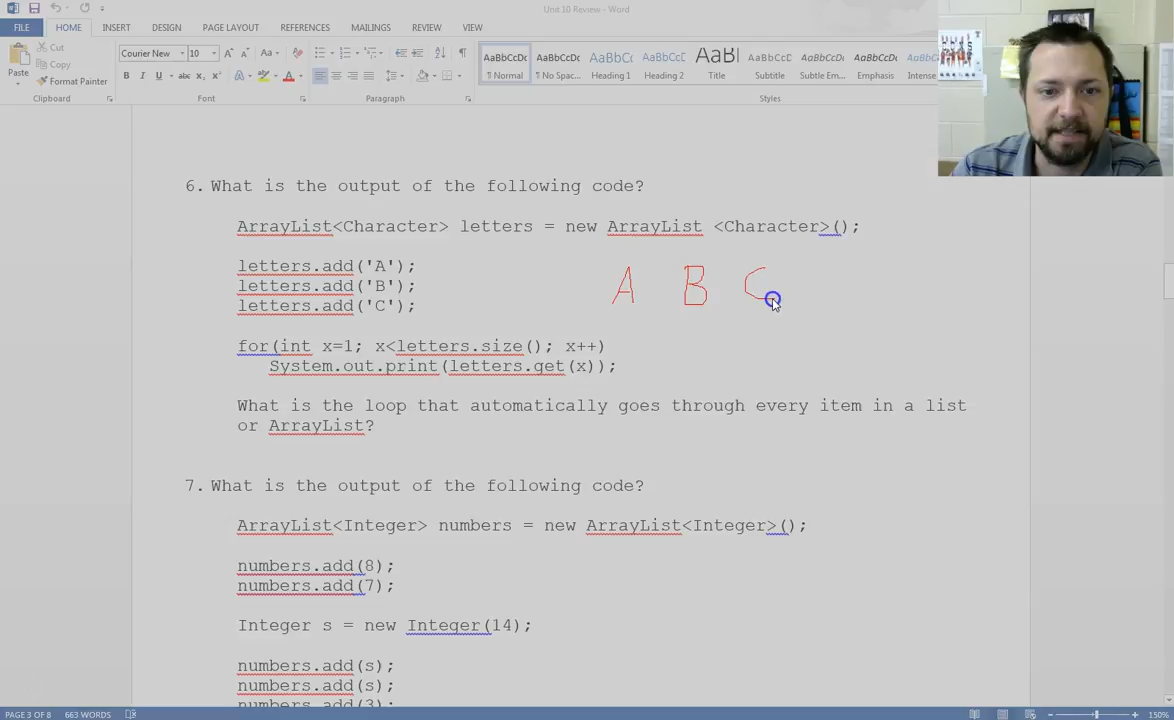 Unit 10 Review - Word
FILE HOME INSERT DESIGN PAGE LAYOUT REFERENCES MAILINGS REVIEW VIEW
Cut
Copy
Format Painter
Paste
Clipboard
Courier New 10
Font
Paragraph
AaBbCcDc AaBbCcDc AaBbCc AaBbCcC AaBl AaBbCcC AaBbCcDc AaBbCcDc AaBbCcD
¶ Normal ¶ No Spac... Heading 1 Heading 2 Title Subtitle Subtle Em... Emphasis Intense
Styles
6. What is the output of the following code?
ArrayList<Character> letters = new ArrayList <Character>();
letters.add('A');
letters.add('B');
letters.add('C');
A B C
for(int x=1; x<letters.size(); x++)
System.out.print(letters.get(x));
What is the loop that automatically goes through every item in a list
or ArrayList?
7. What is the output of the following code?
ArrayList<Integer> numbers = new ArrayList<Integer>();
numbers.add(8);
numbers.add(7);
Integer s = new Integer(14);
numbers.add(s);
numbers.add(s);
numbers.add(3);
PAGE 3 OF 8 663 WORDS 150%